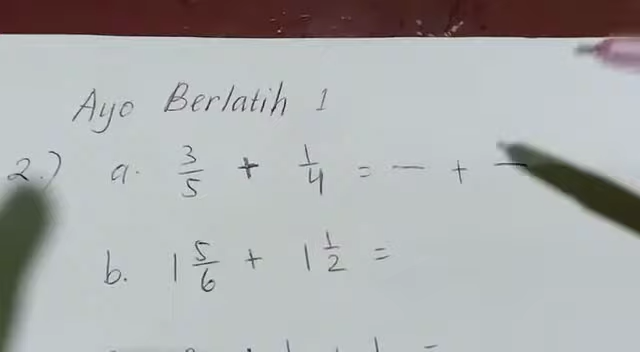 Ayo Berlatih 1
2.) a. 3/5 + 1/4 = — + —
b. 1 5/6 + 1 1/2 =